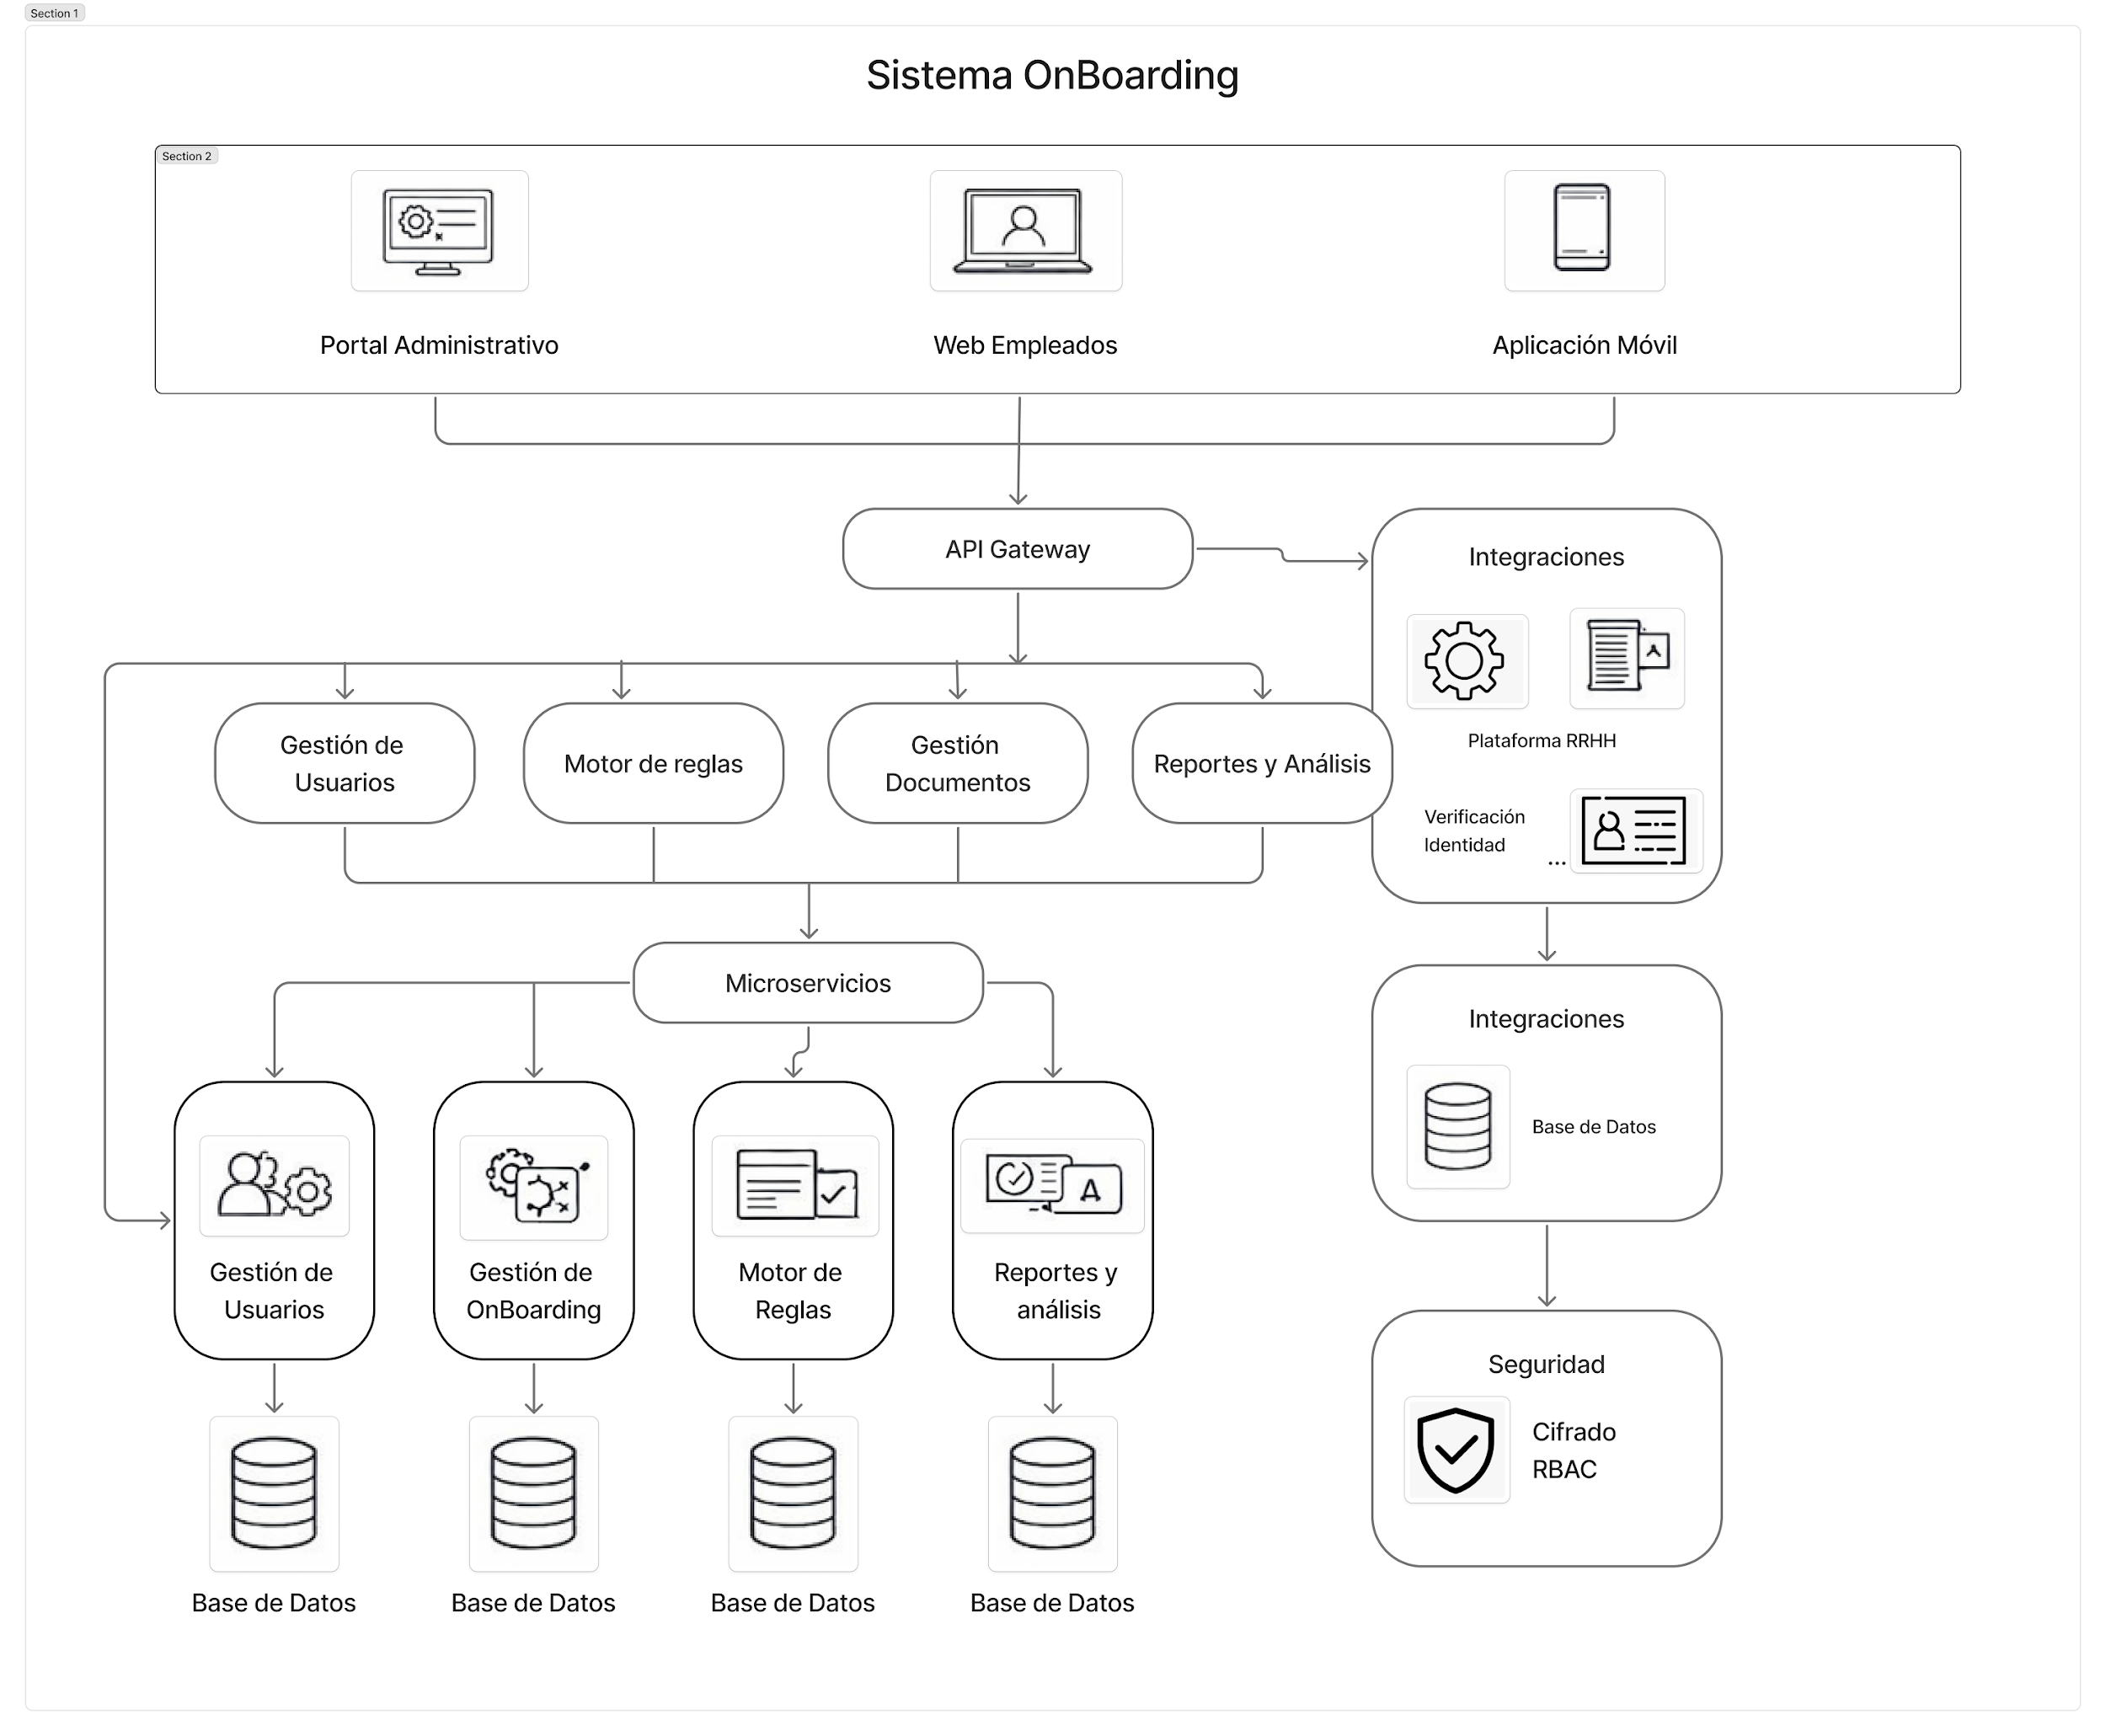 Section 1
Sistema OnBoarding
Section 2
Portal Administrativo
Web Empleados
Aplicación Móvil
API Gateway
Integraciones
Plataforma RRHH
Verificación
Identidad
...
Gestión de
Usuarios
Motor de reglas
Gestión
Documentos
Reportes y Análisis
Microservicios
Integraciones
Base de Datos
Gestión de
Usuarios
Gestión de
OnBoarding
Motor de
Reglas
A
Reportes y
análisis
Seguridad
Cifrado
RBAC
Base de Datos
Base de Datos
Base de Datos
Base de Datos